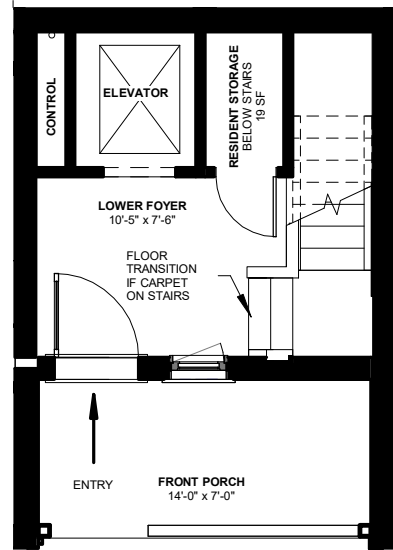 CONTROL
ELEVATOR
RESIDENT STORAGE
BELOW STAIRS
19 SF
LOWER FOYER
10'-5" x 7'-6"
FLOOR
TRANSITION
IF CARPET
ON STAIRS
ENTRY
FRONT PORCH
14'-0" x 7'-0"